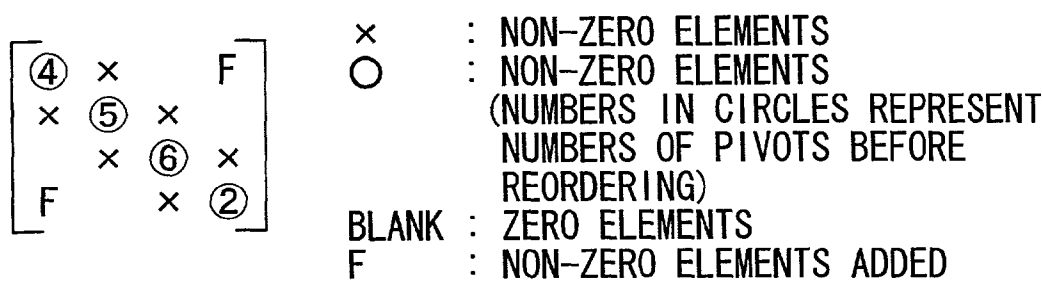 ④ × F
× ⑤ ×
× ⑥ ×
F × ②
× : NON-ZERO ELEMENTS
○ : NON-ZERO ELEMENTS
(NUMBERS IN CIRCLES REPRESENT
NUMBERS OF PIVOTS BEFORE
REORDERING)
BLANK : ZERO ELEMENTS
F : NON-ZERO ELEMENTS ADDED